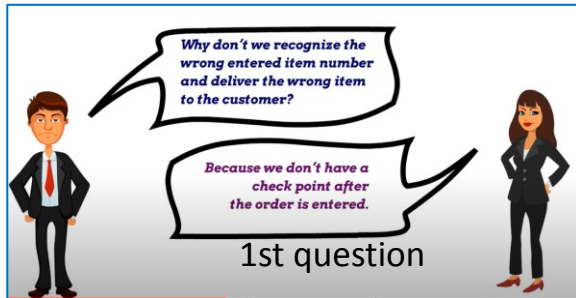 Why don't we recognize the
wrong entered item number
and deliver the wrong item
to the customer?
Because we don't have a
check point after
the order is entered.
1st question